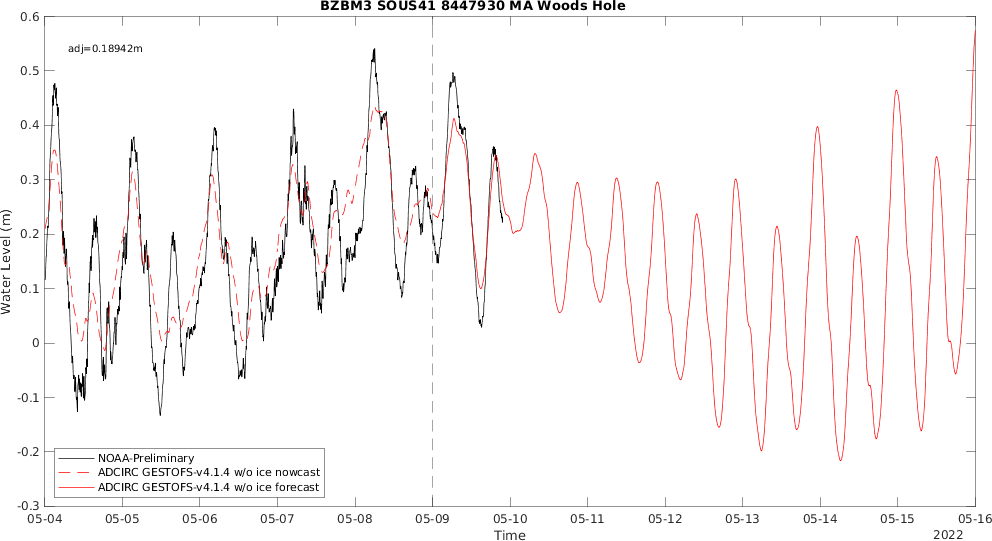 BZBM3 SOUS41 8447930 MA Woods Hole
adj=0.18942m
0.6
0.5
0.4
0.3
0.2
0.1
0
-0.1
-0.2
-0.3
Water Level (m)
NOAA-Preliminary
ADCIRC GESTOFS-v4.1.4 w/o ice nowcast
ADCIRC GESTOFS-v4.1.4 w/o ice forecast
05-04 05-05 05-06 05-07 05-08 05-09 05-10 05-11 05-12 05-13 05-14 05-15 05-16
Time
2022